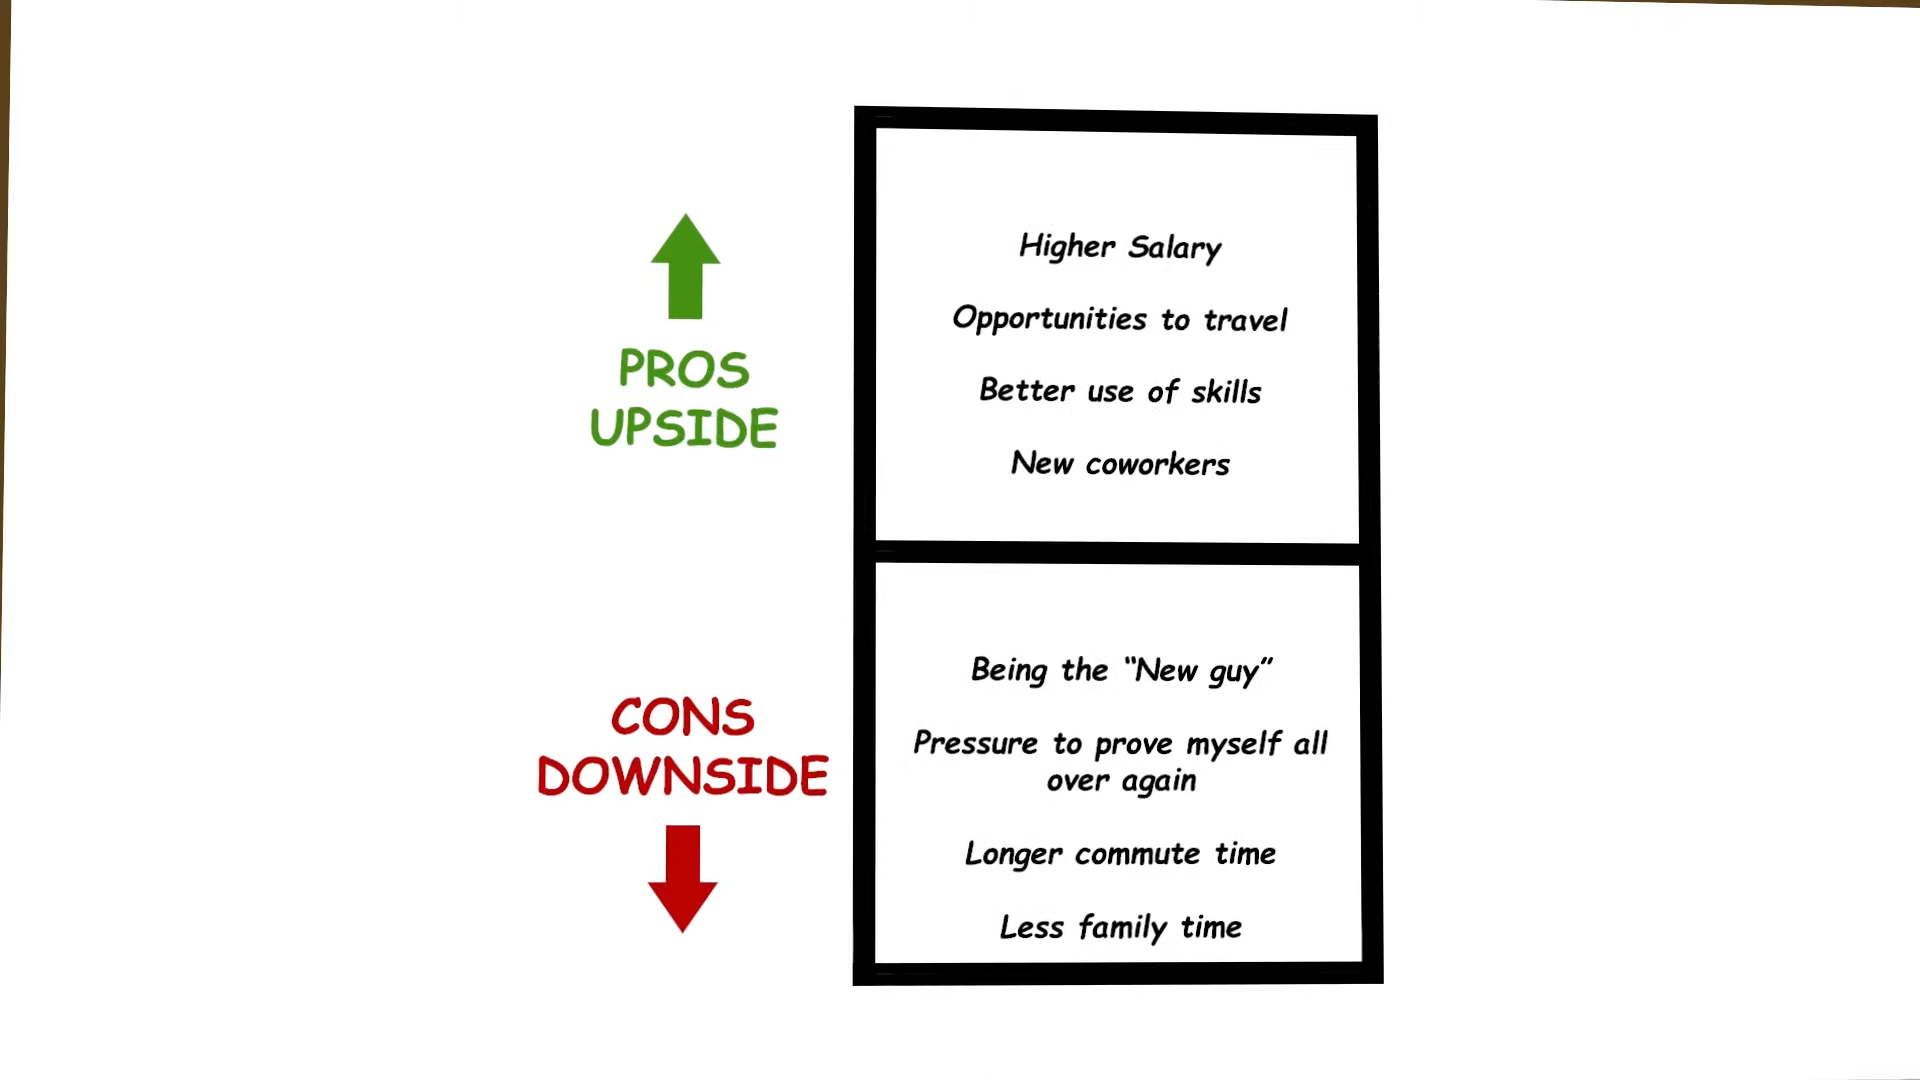 PROS
UPSIDE
Higher Salary
Opportunities to travel
Better use of skills
New coworkers
CONS
DOWNSIDE
Being the “New guy”
Pressure to prove myself all
over again
Longer commute time
Less family time